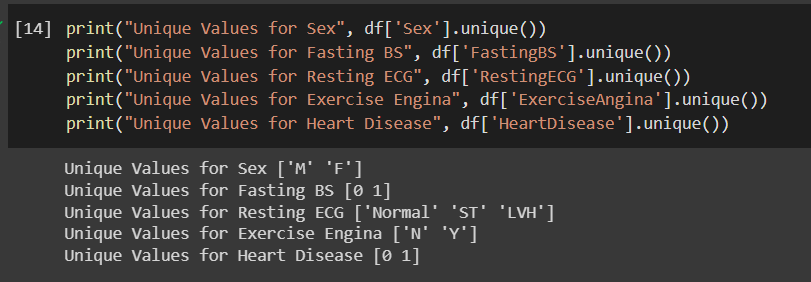 [14] print("Unique Values for Sex", df['Sex'].unique())
print("Unique Values for Fasting BS", df['FastingBS'].unique())
print("Unique Values for Resting ECG", df['RestingECG'].unique())
print("Unique Values for Exercise Engina", df['ExerciseAngina'].unique())
print("Unique Values for Heart Disease", df['HeartDisease'].unique())
Unique Values for Sex ['M' 'F']
Unique Values for Fasting BS [0 1]
Unique Values for Resting ECG ['Normal' 'ST' 'LVH']
Unique Values for Exercise Engina ['N' 'Y']
Unique Values for Heart Disease [0 1]